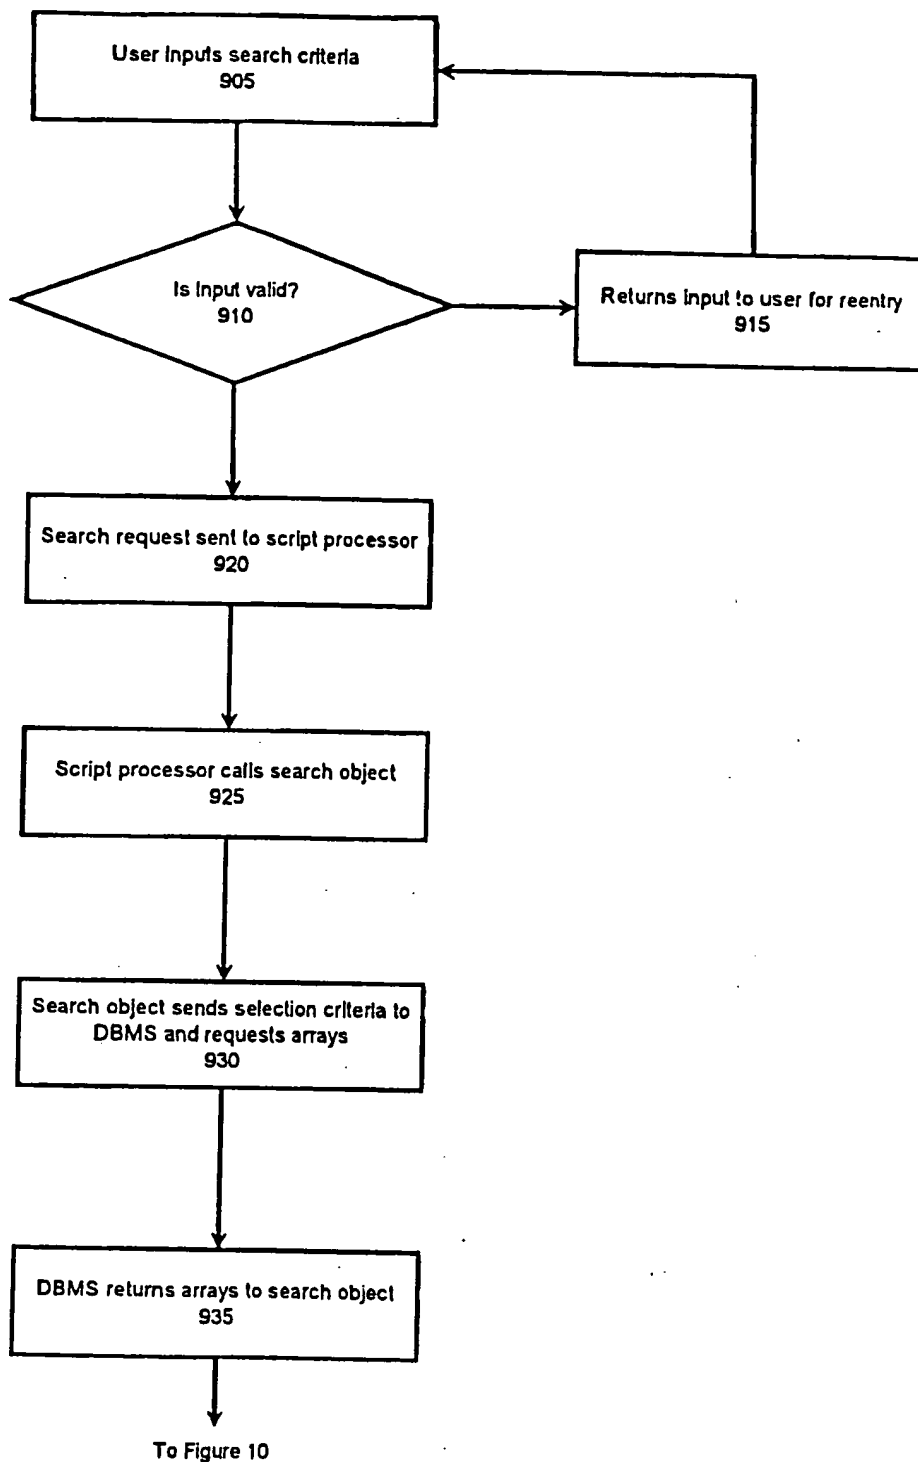 User inputs search criteria
905
Is input valid?
910
Returns input to user for reentry
915
Search request sent to script processor
920
Script processor calls search object
925
Search object sends selection criteria to
DBMS and requests arrays
930
DBMS returns arrays to search object
935
To Figure 10